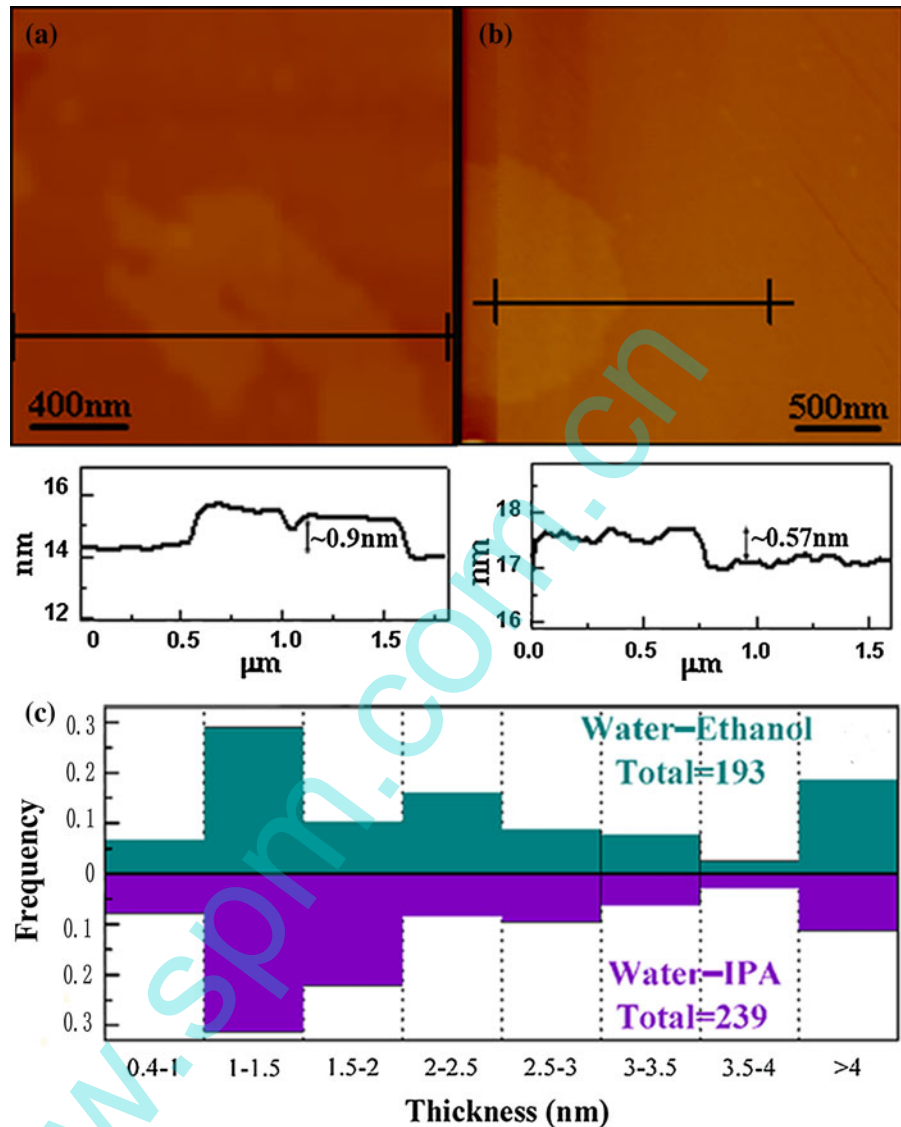 (a)
(b)
400nm
500nm
16
14
12
nm
~0.9nm
0 0.5 1.0 1.5
µm
18
17
16
nm
~0.57nm
0.0 0.5 1.0 1.5
µm
(c)
Water–Ethanol
Total=193
0.3
0.2
0.1
0
0.1
0.2
0.3
Frequency
Water–IPA
Total=239
0.4-1 1-1.5 1.5-2 2-2.5 2.5-3 3-3.5 3.5-4 >4
Thickness (nm)
www.spm.com.cn